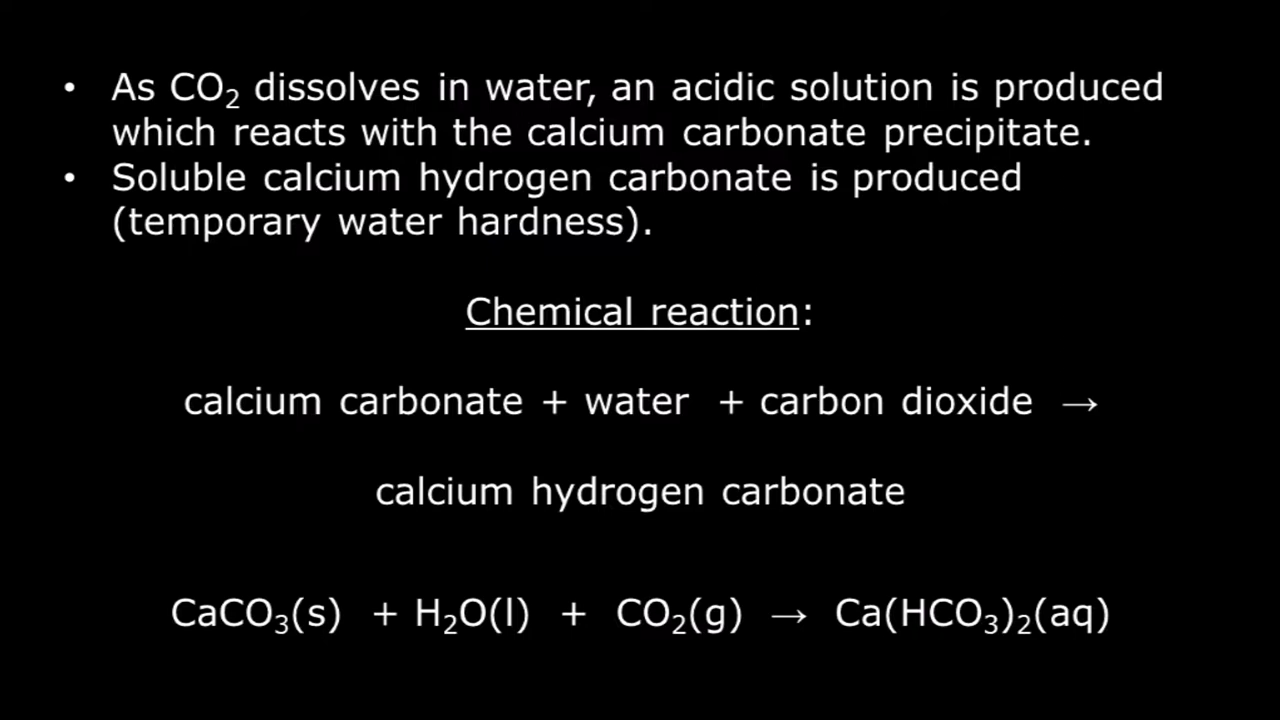 • As CO₂ dissolves in water, an acidic solution is produced
which reacts with the calcium carbonate precipitate.
• Soluble calcium hydrogen carbonate is produced
(temporary water hardness).
Chemical reaction:
calcium carbonate + water + carbon dioxide →
calcium hydrogen carbonate
CaCO₃(s) + H₂O(l) + CO₂(g) → Ca(HCO₃)₂(aq)